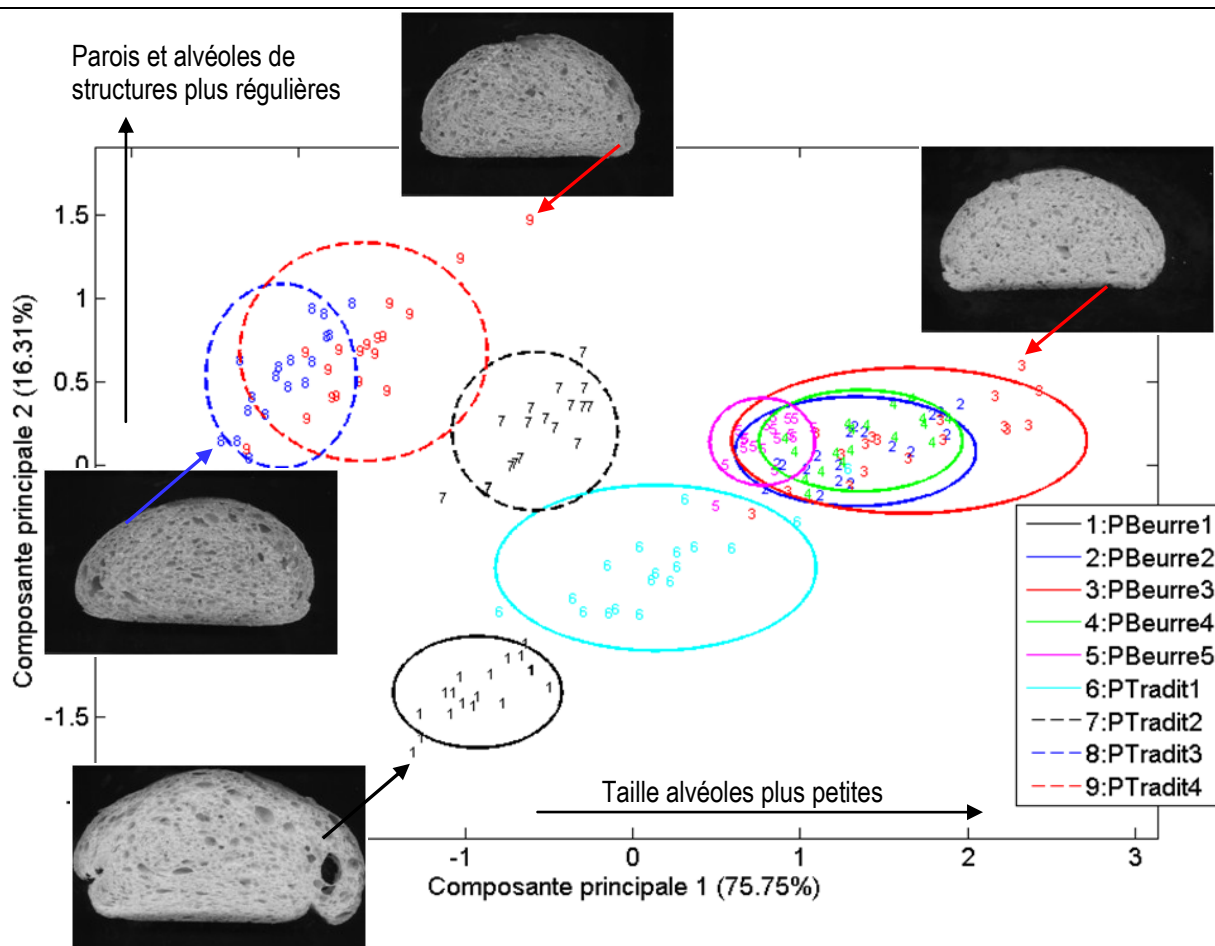 Parois et alvéoles de
structures plus régulières
Composante principale 2 (16.31%)
1.5
1
0.5
0
-1.5
1:PBeurre1
2:PBeurre2
3:PBeurre3
4:PBeurre4
5:PBeurre5
6:PTradit1
7:PTradit2
8:PTradit3
9:PTradit4
Taille alvéoles plus petites
-1
0
1
2
3
Composante principale 1 (75.75%)